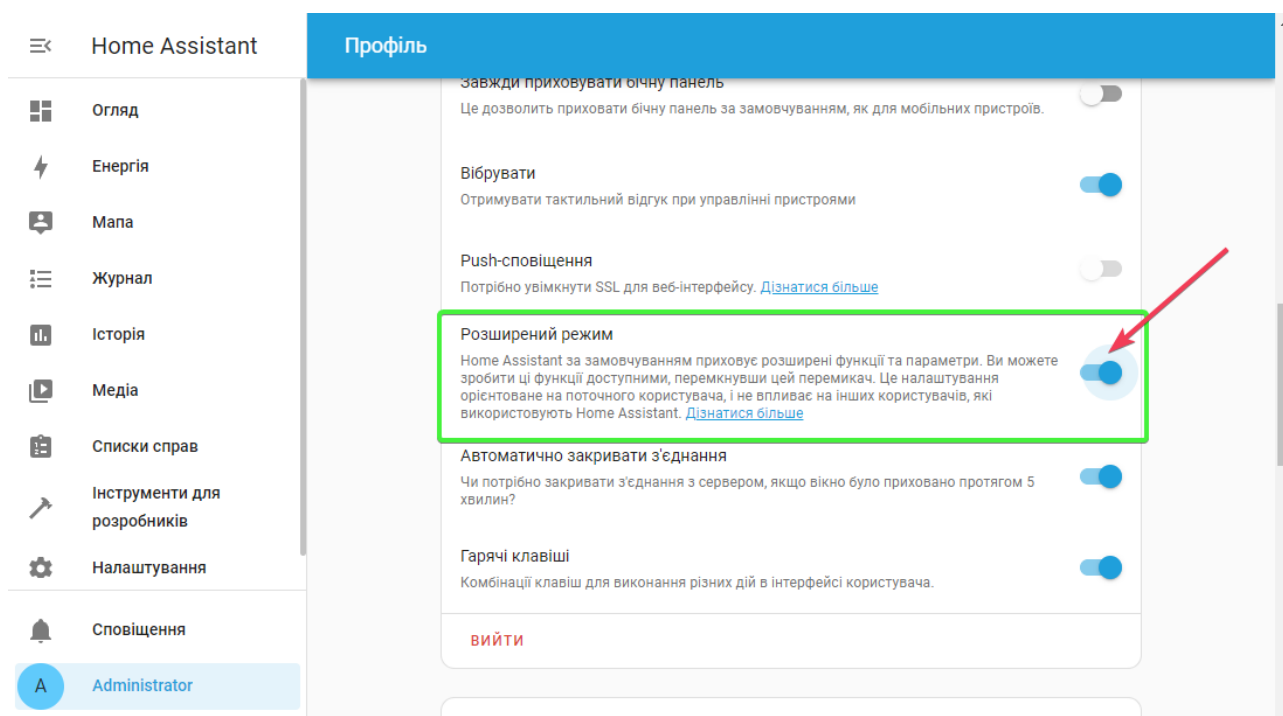 Home Assistant
Профіль
Огляд
Енергія
Мапа
Журнал
Історія
Медіа
Списки справ
Інструменти для
розробників
Налаштування
Сповіщення
A
Administrator
Завжди приховувати бічну панель
Це дозволить приховати бічну панель за замовчуванням, як для мобільних пристроїв.
Вібрувати
Отримувати тактильний відгук при управлінні пристроями
Push-сповіщення
Потрібно увімкнути SSL для веб-інтерфейсу. Дізнатися більше
Розширений режим
Home Assistant за замовчуванням приховує розширені функції та параметри. Ви можете
зробити ці функції доступними, перемкнувши цей перемикач. Це налаштування
орієнтоване на поточного користувача, і не впливає на інших користувачів, які
використовують Home Assistant. Дізнатися більше
Автоматично закривати з'єднання
Чи потрібно закривати з'єднання з сервером, якщо вікно було приховано протягом 5
хвилин?
Гарячі клавіші
Комбінації клавіш для виконання різних дій в інтерфейсі користувача.
ВИЙТИ